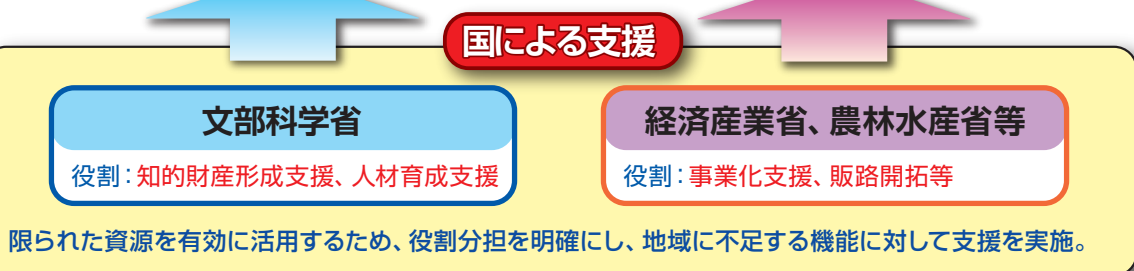 国による支援
文部科学省
役割：知的財産形成支援、人材育成支援
経済産業省、農林水産省等
役割：事業化支援、販路開拓等
限られた資源を有効に活用するため、役割分担を明確にし、地域に不足する機能に対して支援を実施。